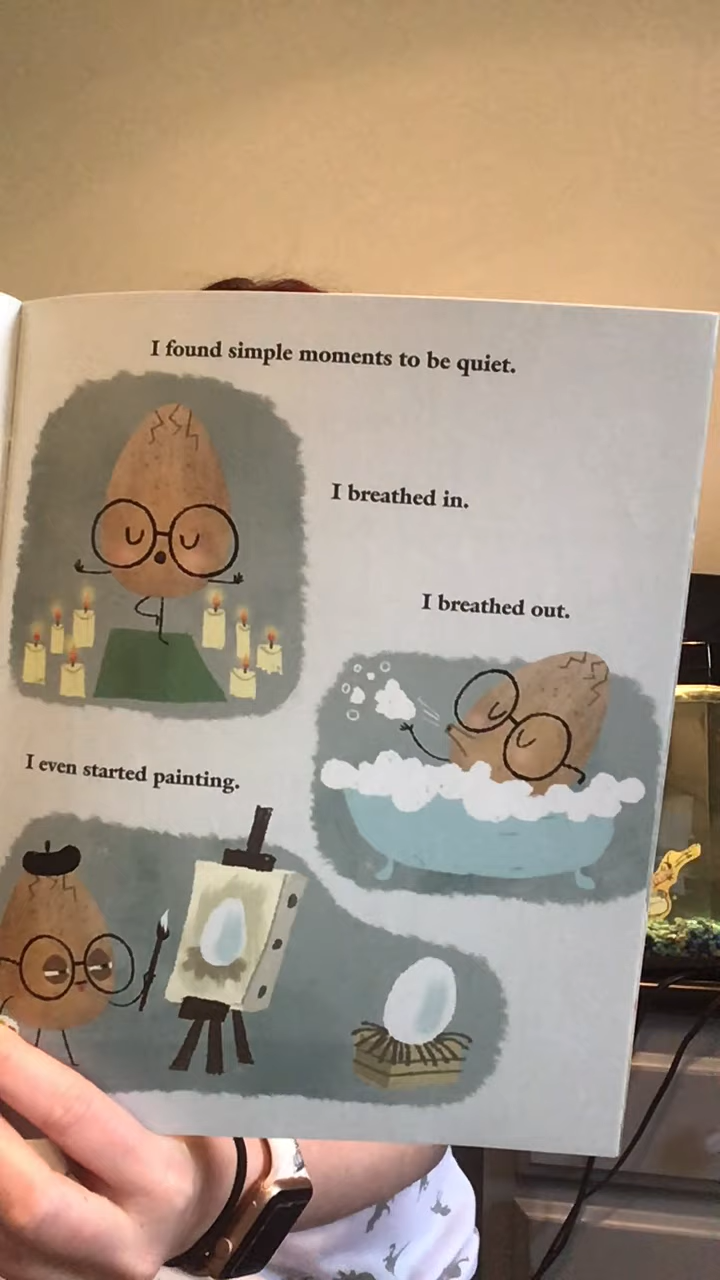 I found simple moments to be quiet.
I breathed in.
I breathed out.
I even started painting.